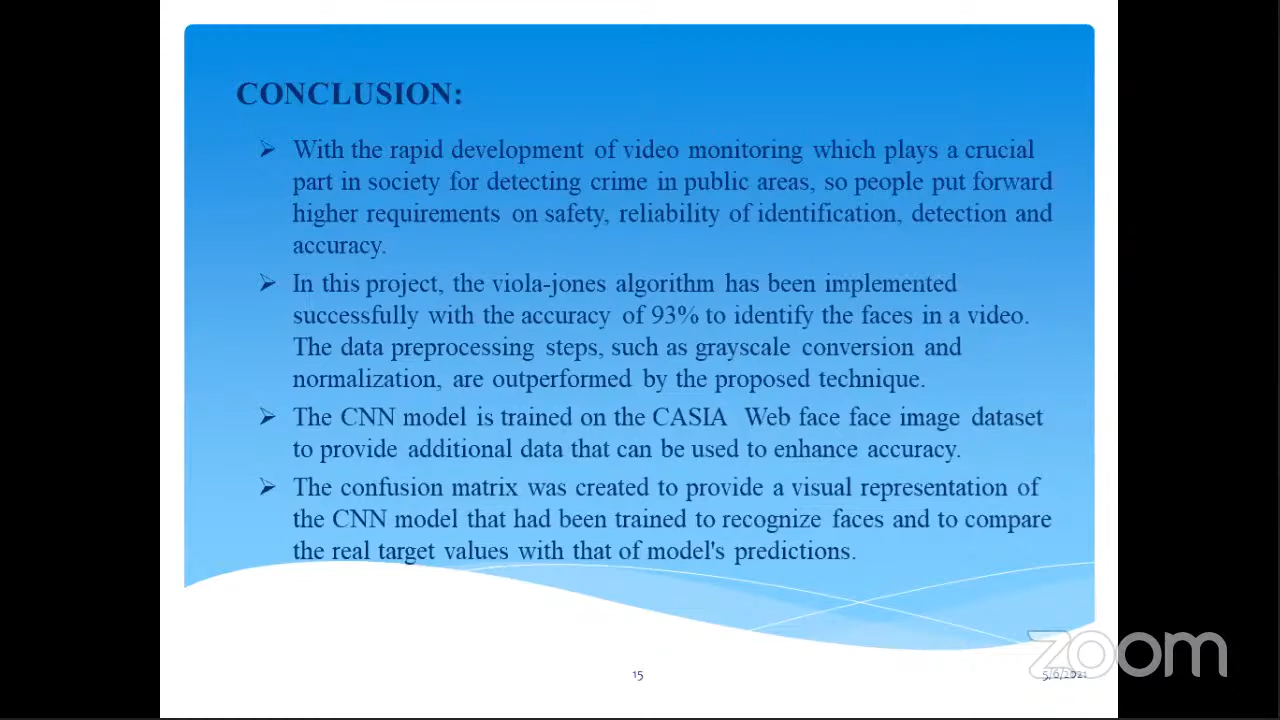 CONCLUSION:
➢ With the rapid development of video monitoring which plays a crucial
part in society for detecting crime in public areas, so people put forward
higher requirements on safety, reliability of identification, detection and
accuracy.
➢ In this project, the viola-jones algorithm has been implemented
successfully with the accuracy of 93% to identify the faces in a video.
The data preprocessing steps, such as grayscale conversion and
normalization, are outperformed by the proposed technique.
➢ The CNN model is trained on the CASIA Web face face image dataset
to provide additional data that can be used to enhance accuracy.
➢ The confusion matrix was created to provide a visual representation of
the CNN model that had been trained to recognize faces and to compare
the real target values with that of model's predictions.
zoom
15
5/6/2021